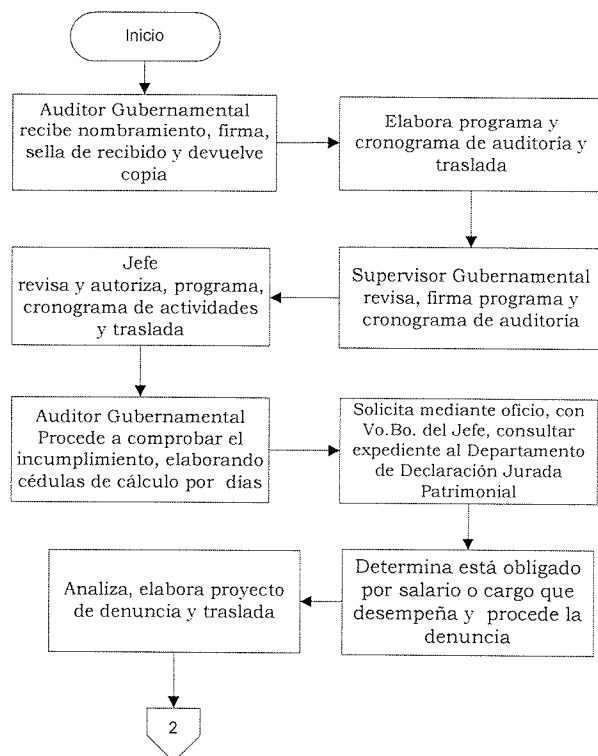 Inicio
Auditor Gubernamental
recibe nombramiento, firma,
sella de recibido y devuelve
copia
Elabora programa y
cronograma de auditoría y
traslada
Supervisor Gubernamental
revisa, firma programa y
cronograma de auditoría
Jefe
revisa y autoriza, programa,
cronograma de actividades
y traslada
Auditor Gubernamental
Procede a comprobar el
incumplimiento, elaborando
cédulas de cálculo por días
Solicita mediante oficio, con
Vo.Bo. del Jefe, consultar
expediente al Departamento
de Declaración Jurada
Patrimonial
Determina está obligado
por salario o cargo que
desempeña y procede la
denuncia
Analiza, elabora proyecto
de denuncia y traslada
2